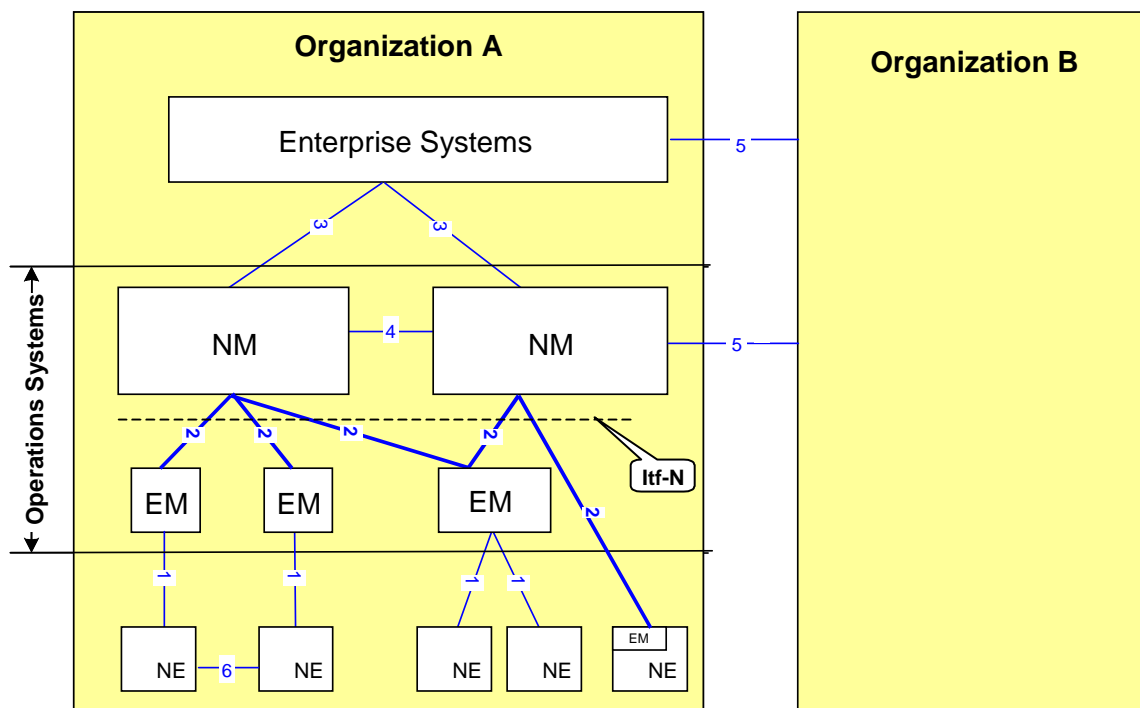 Organization A
Organization B
Enterprise Systems
5
3
3
Operations Systems
NM
4
NM
5
2
2
2
2
Itf-N
EM
EM
EM
2
1
1
1
1
NE
6
NE
NE
NE
EM
NE